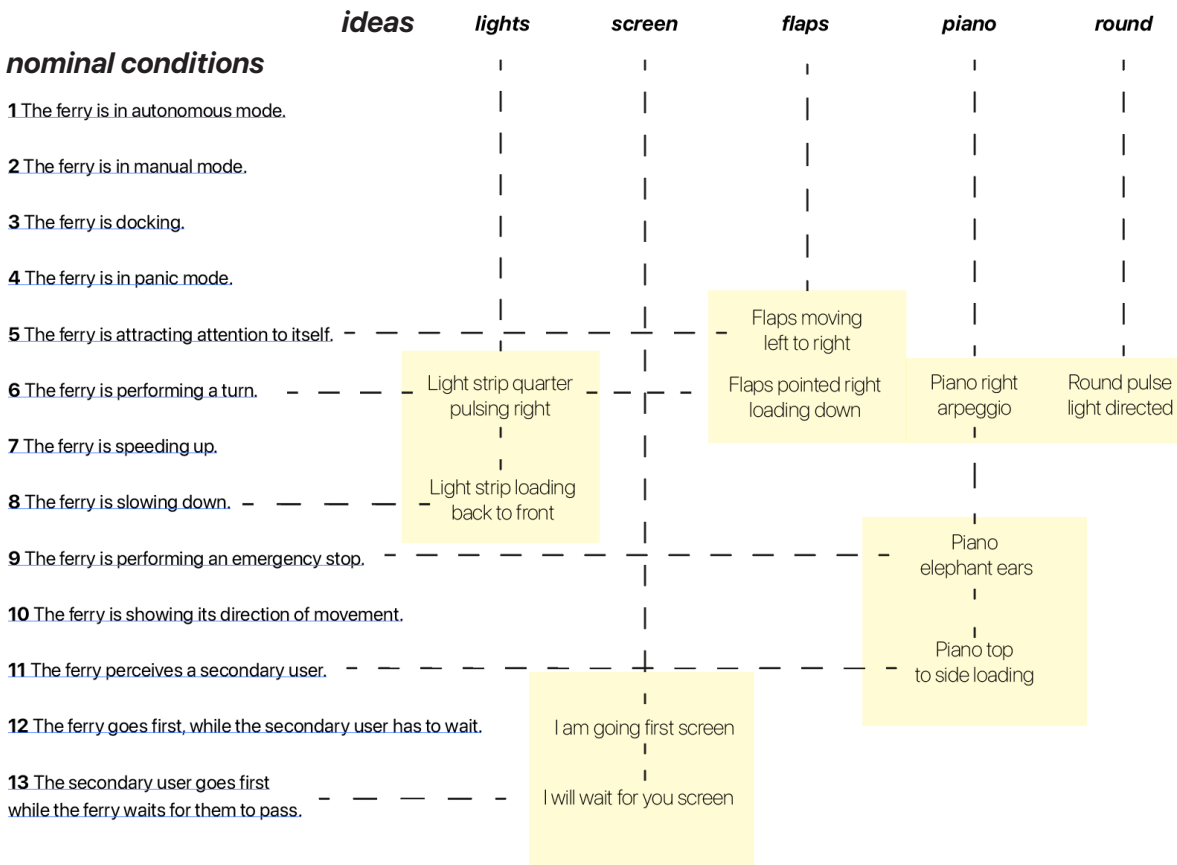 ideas lights screen flaps piano round
nominal conditions
1 The ferry is in autonomous mode.
2 The ferry is in manual mode.
3 The ferry is docking.
4 The ferry is in panic mode.
5 The ferry is attracting attention to itself.
Flaps moving
left to right
6 The ferry is performing a turn.
Light strip quarter
pulsing right
Flaps pointed right
loading down
Piano right
arpeggio
Round pulse
light directed
7 The ferry is speeding up.
8 The ferry is slowing down.
Light strip loading
back to front
9 The ferry is performing an emergency stop.
Piano
elephant ears
10 The ferry is showing its direction of movement.
11 The ferry perceives a secondary user.
Piano top
to side loading
12 The ferry goes first, while the secondary user has to wait.
I am going first screen
13 The secondary user goes first
while the ferry waits for them to pass.
I will wait for you screen